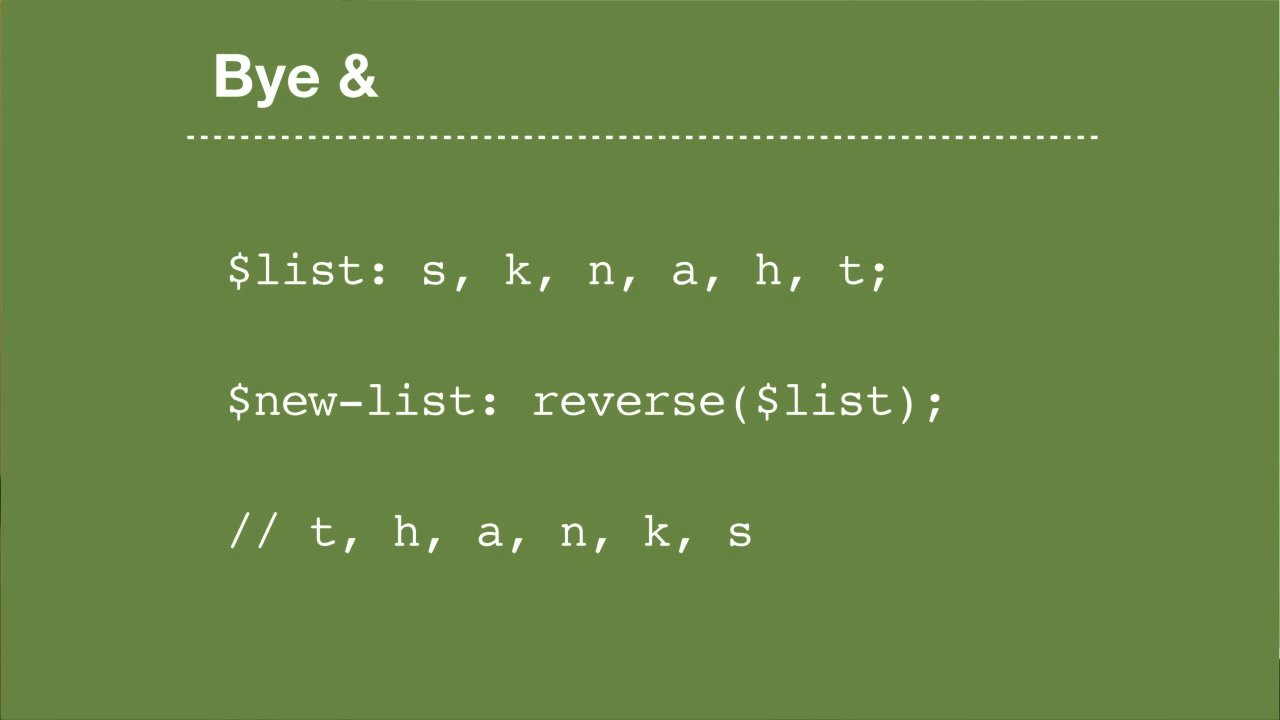 Bye &
$list: s, k, n, a, h, t;
$new-list: reverse($list);
// t, h, a, n, k, s